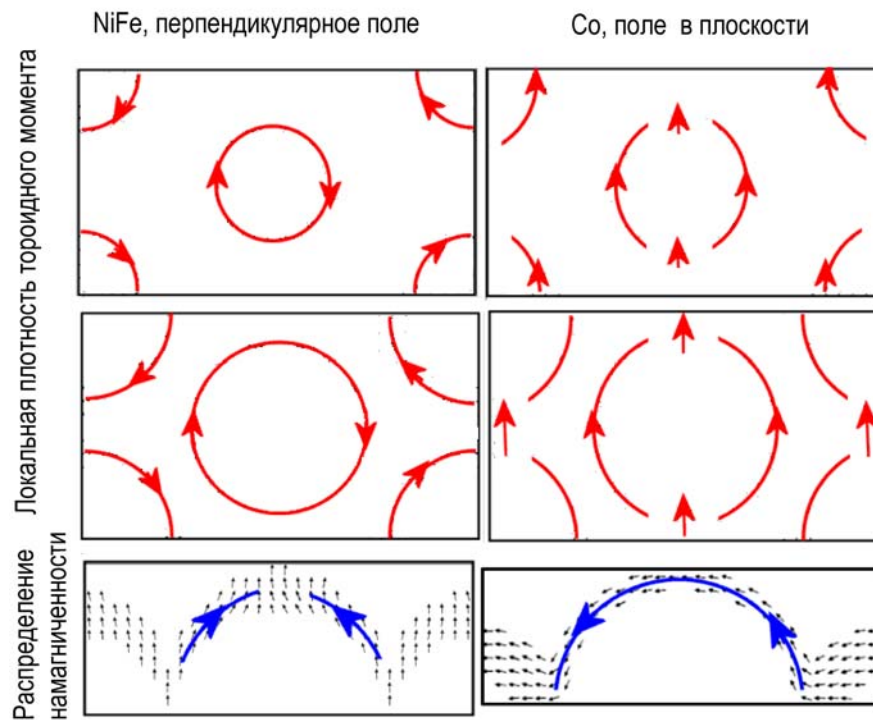 NiFe, перпендикулярное поле
Co, поле в плоскости
Локальная плотность тороидного момента
Распределение
намагниченности